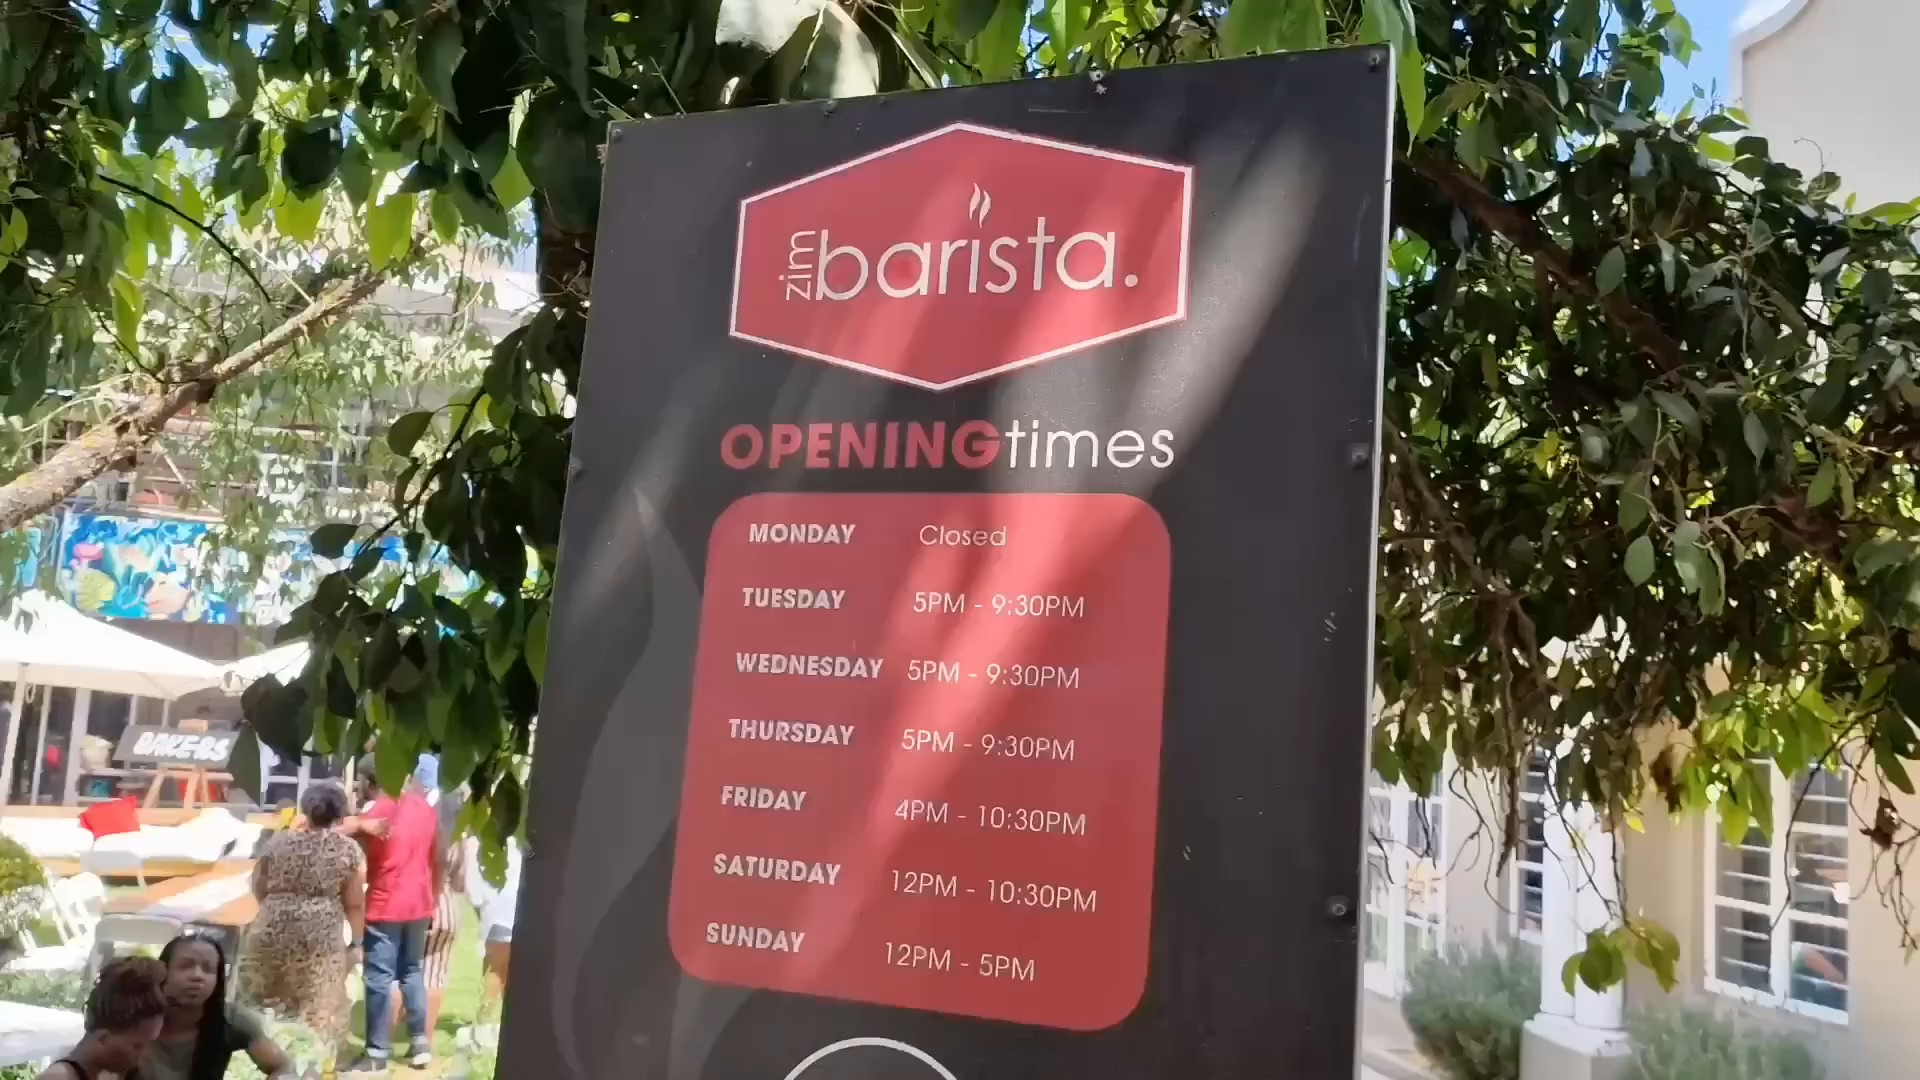 zim barista.
OPENINGtimes
MONDAY Closed
TUESDAY 5PM - 9:30PM
WEDNESDAY 5PM - 9:30PM
THURSDAY 5PM - 9:30PM
FRIDAY 4PM - 10:30PM
SATURDAY 12PM - 10:30PM
SUNDAY 12PM - 5PM
BAKERS